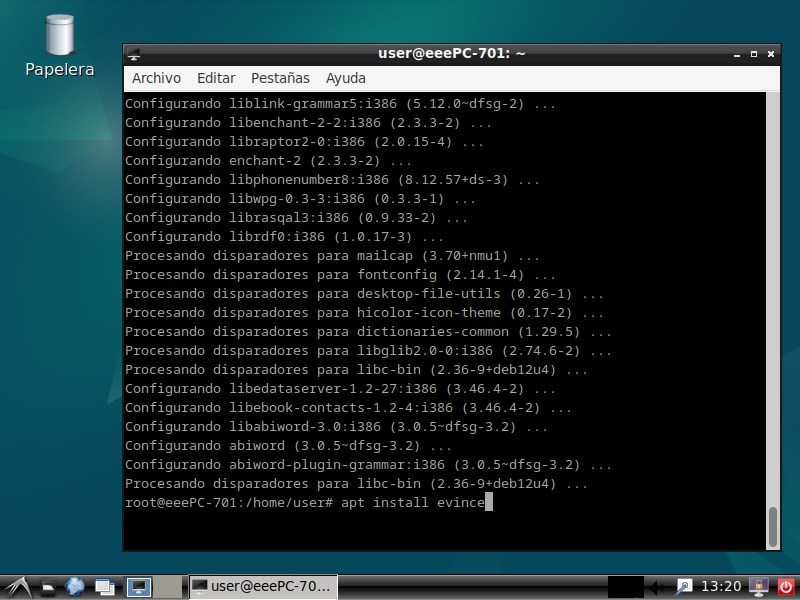 Papelera
user@eeePC-701: ~
Archivo Editar Pestañas Ayuda
Configurando liblink-grammar5:i386 (5.12.0~dfsg-2) ...
Configurando libenchant-2-2:i386 (2.3.3-2) ...
Configurando libraptor2-0:i386 (2.0.15-4) ...
Configurando enchant-2 (2.3.3-2) ...
Configurando libphonenumber8:i386 (8.12.57+ds-3) ...
Configurando libwpg-0.3-3:i386 (0.3.3-1) ...
Configurando librasqal3:i386 (0.9.33-2) ...
Configurando librdf0:i386 (1.0.17-3) ...
Procesando disparadores para mailcap (3.70+nmu1) ...
Procesando disparadores para fontconfig (2.14.1-4) ...
Procesando disparadores para desktop-file-utils (0.26-1) ...
Procesando disparadores para hicolor-icon-theme (0.17-2) ...
Procesando disparadores para dictionaries-common (1.29.5) ...
Procesando disparadores para libglib2.0-0:i386 (2.74.6-2) ...
Procesando disparadores para libc-bin (2.36-9+deb12u4) ...
Configurando libedataserver-1.2-27:i386 (3.46.4-2) ...
Configurando libebook-contacts-1.2-4:i386 (3.46.4-2) ...
Configurando libabiword-3.0:i386 (3.0.5~dfsg-3.2) ...
Configurando abiword (3.0.5~dfsg-3.2) ...
Configurando abiword-plugin-grammar:i386 (3.0.5~dfsg-3.2) ...
Procesando disparadores para libc-bin (2.36-9+deb12u4) ...
root@eeePC-701:/home/user# apt install evince
user@eeePC-70... 13:20